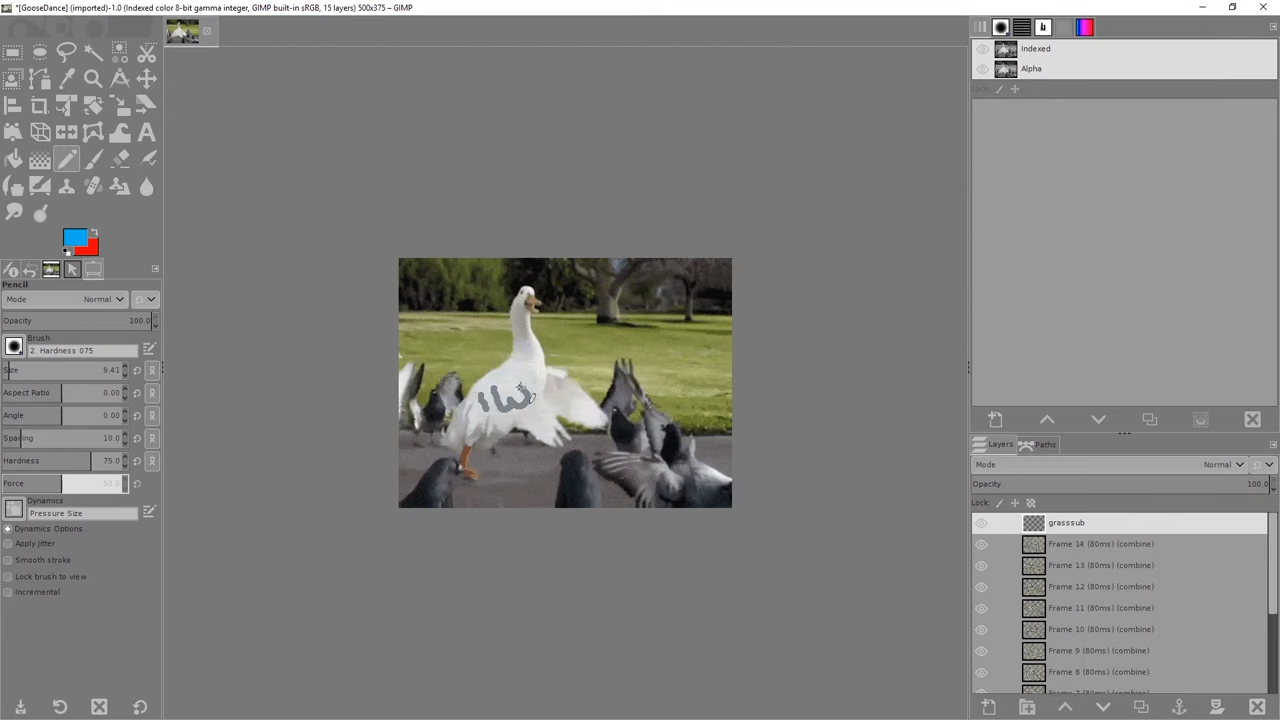 *[GooseDance] (imported)-1.0 (Indexed color 8-bit gamma integer, GIMP built-in sRGB, 15 layers) 500x375 – GIMP
Indexed
Alpha
Lock:
Pencil
Mode Normal
Opacity 100.0
Brush
2. Hardness 075
Size 9.41
Aspect Ratio 0.00
Angle 0.00
Spacing 10.0
Hardness 75.0
Force 50.0
Dynamics
Pressure Size
Dynamics Options
Apply Jitter
Smooth stroke
Lock brush to view
Incremental
Layers Paths
Mode Normal
Opacity 100.0
Lock:
grasssub
Frame 14 (80ms) (combine)
Frame 13 (80ms) (combine)
Frame 12 (80ms) (combine)
Frame 11 (80ms) (combine)
Frame 10 (80ms) (combine)
Frame 9 (80ms) (combine)
Frame 8 (80ms) (combine)
Frame 7 (80ms) (combine)